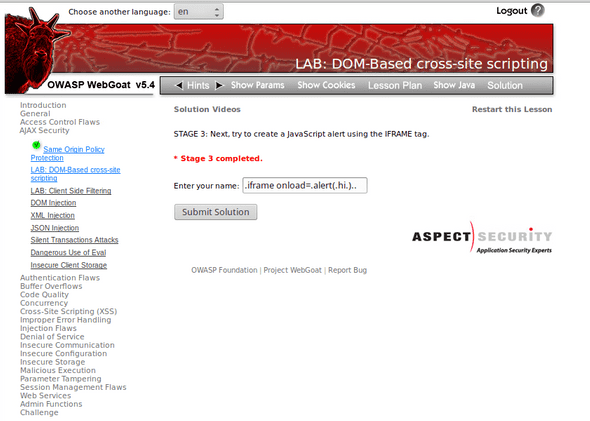 Choose another language: en
Logout ?
LAB: DOM-Based cross-site scripting
OWASP WebGoat v5.4
Hints Show Params Show Cookies Lesson Plan Show Java Solution
Introduction
General
Access Control Flaws
AJAX Security
Same Origin Policy
Protection
LAB: DOM-Based cross-site
scripting
LAB: Client Side Filtering
DOM Injection
XML Injection
JSON Injection
Silent Transactions Attacks
Dangerous Use of Eval
Insecure Client Storage
Authentication Flaws
Buffer Overflows
Code Quality
Concurrency
Cross-Site Scripting (XSS)
Improper Error Handling
Injection Flaws
Denial of Service
Insecure Communication
Insecure Configuration
Insecure Storage
Malicious Execution
Parameter Tampering
Session Management Flaws
Web Services
Admin Functions
Challenge
Solution Videos
Restart this Lesson
STAGE 3: Next, try to create a JavaScript alert using the IFRAME tag.
* Stage 3 completed.
Enter your name: .iframe onload=.alert(.hi.)..
Submit Solution
ASPECT SECURITY
Application Security Experts
OWASP Foundation | Project WebGoat | Report Bug